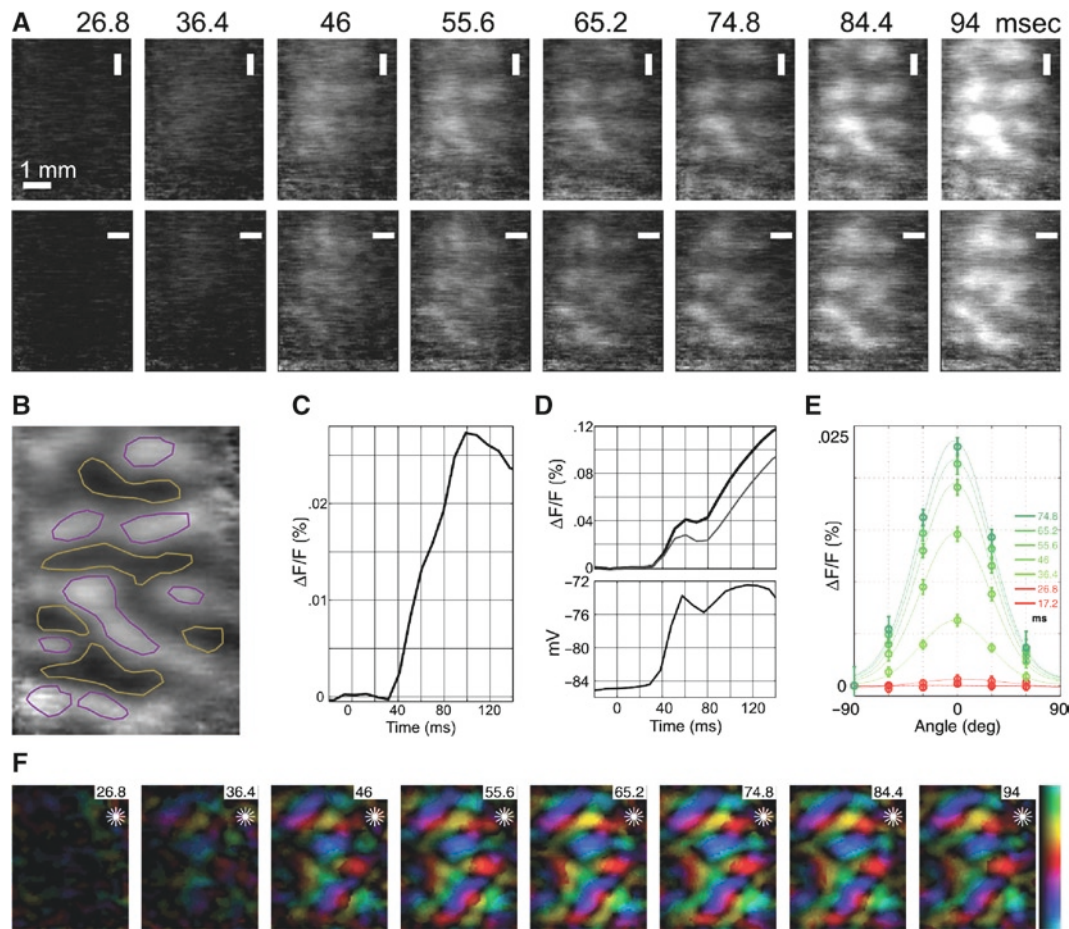 A
26.8 36.4 46 55.6 65.2 74.8 84.4 94 msec
1 mm
B
C
ΔF/F (%)
.02
.01
0
0 40 80 120
Time (ms)
D
ΔF/F (%)
0.12
.08
.04
0
mV
-72
-76
-80
-84
0 40 80 120
Time (ms)
E
ΔF/F (%)
.025
0
74.8
65.2
55.6
46
36.4
26.8
17.2
ms
-90 0 90
Angle (deg)
F
26.8 36.4 46 55.6 65.2 74.8 84.4 94